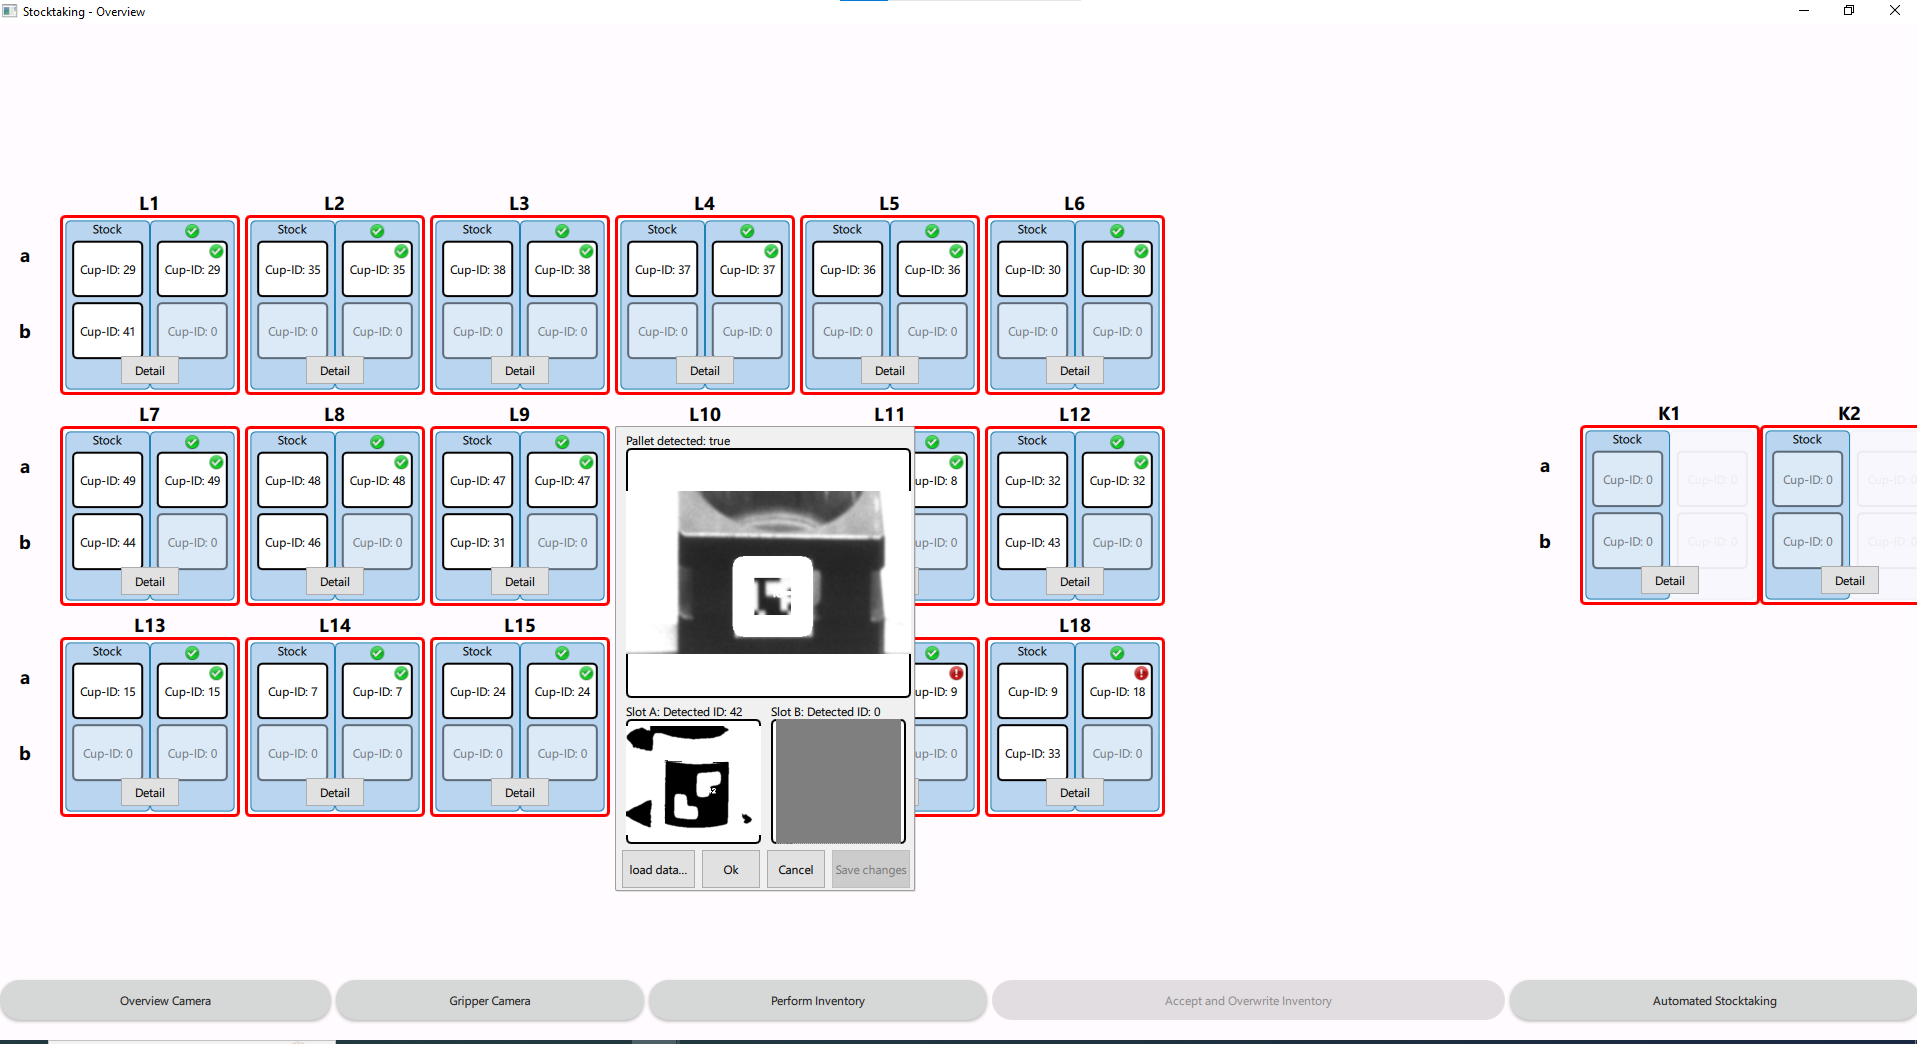 Stocktaking - Overview
L1 L2 L3 L4 L5 L6
Stock Stock Stock Stock Stock Stock
a Cup-ID: 29 Cup-ID: 29 Cup-ID: 35 Cup-ID: 35 Cup-ID: 38 Cup-ID: 38 Cup-ID: 37 Cup-ID: 37 Cup-ID: 36 Cup-ID: 36 Cup-ID: 30 Cup-ID: 30
b Cup-ID: 41 Cup-ID: 0 Cup-ID: 0 Cup-ID: 0 Cup-ID: 0 Cup-ID: 0 Cup-ID: 0 Cup-ID: 0 Cup-ID: 0 Cup-ID: 0 Cup-ID: 0 Cup-ID: 0
Detail Detail Detail Detail Detail Detail
L7 L8 L9 L10 L11 L12 K1 K2
Stock Stock Stock Pallet detected: true Stock Stock Stock
a Cup-ID: 49 Cup-ID: 49 Cup-ID: 48 Cup-ID: 48 Cup-ID: 47 Cup-ID: 47 up-ID: 8 Cup-ID: 32 Cup-ID: 32 a Cup-ID: 0 Cup-ID: 0 Cup-ID: 0 Cup-ID: 0
b Cup-ID: 44 Cup-ID: 0 Cup-ID: 46 Cup-ID: 0 Cup-ID: 31 Cup-ID: 0 up-ID: 0 Cup-ID: 43 Cup-ID: 0 b Cup-ID: 0 Cup-ID: 0 Cup-ID: 0 Cup-ID: 0
Detail Detail Detail Detail Detail Detail
L13 L14 L15 L18
Stock Stock Stock Stock
a Cup-ID: 15 Cup-ID: 15 Cup-ID: 7 Cup-ID: 7 Cup-ID: 24 Cup-ID: 24 up-ID: 9 Cup-ID: 9 Cup-ID: 18
Slot A: Detected ID: 42 Slot B: Detected ID: 0
b Cup-ID: 0 Cup-ID: 0 Cup-ID: 0 Cup-ID: 0 Cup-ID: 0 Cup-ID: 0 up-ID: 0 Cup-ID: 33 Cup-ID: 0
Detail Detail Detail Detail
load data... Ok Cancel Save changes
Overview Camera Gripper Camera Perform Inventory Accept and Overwrite Inventory Automated Stocktaking